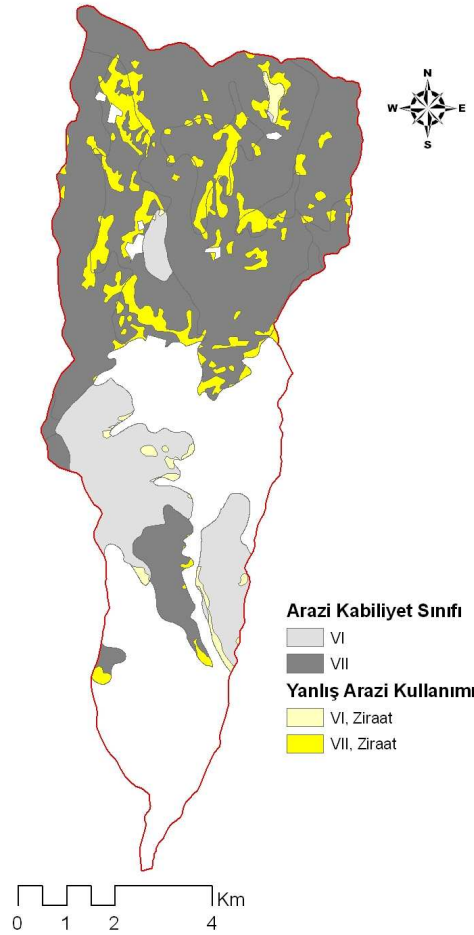 N
W E
S
Arazi Kabiliyet Sınıfı
VI
VII
Yanlış Arazi Kullanımı
VI, Ziraat
VII, Ziraat
Km
0 1 2 4